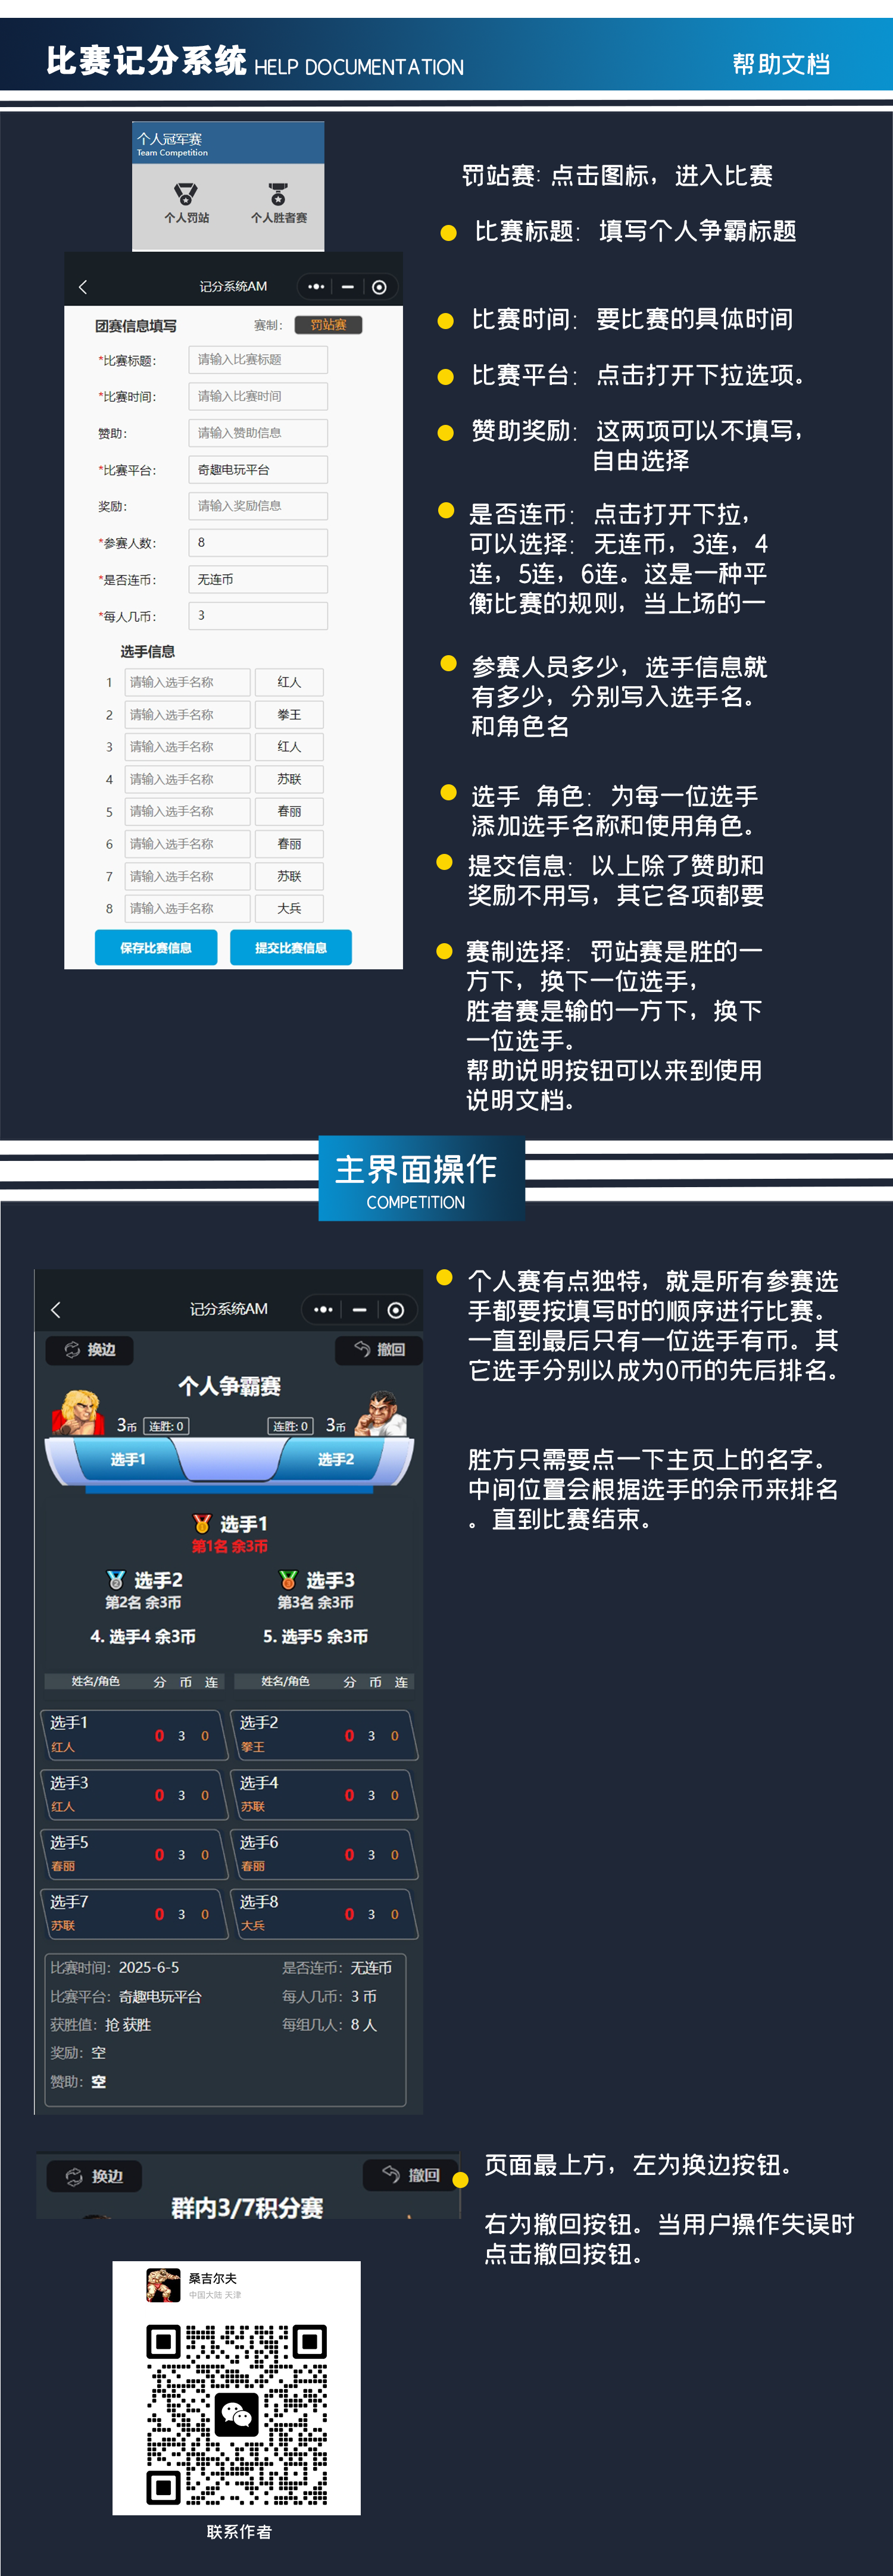 比赛记分系统 HELP DOCUMENTATION
帮助文档
个人冠军赛
Team Competition
个人罚站
个人胜者赛
记分系统AM
团赛信息填写
赛制：
罚站赛
*比赛标题：
请输入比赛标题
*比赛时间：
请输入比赛时间
赞助：
请输入赞助信息
*比赛平台：
奇趣电玩平台
奖励：
请输入奖励信息
*参赛人数：
8
*是否连币：
无连币
*每人几币：
3
选手信息
1 请输入选手名称 红人
2 请输入选手名称 拳王
3 请输入选手名称 红人
4 请输入选手名称 苏联
5 请输入选手名称 春丽
6 请输入选手名称 春丽
7 请输入选手名称 苏联
8 请输入选手名称 大兵
保存比赛信息
提交比赛信息
罚站赛: 点击图标，进入比赛
比赛标题： 填写个人争霸标题
比赛时间： 要比赛的具体时间
比赛平台： 点击打开下拉选项。
赞助奖励： 这两项可以不填写，
自由选择
是否连币： 点击打开下拉，
可以选择： 无连币，3连，4
连，5连，6连。这是一种平
衡比赛的规则，当上场的一
参赛人员多少，选手信息就
有多少，分别写入选手名。
和角色名
选手 角色： 为每一位选手
添加选手名称和使用角色。
提交信息： 以上除了赞助和
奖励不用写，其它各项都要
赛制选择： 罚站赛是胜的一
方下，换下一位选手，
胜者赛是输的一方下，换下
一位选手。
帮助说明按钮可以来到使用
说明文档。
主界面操作
COMPETITION
记分系统AM
换边
撤回
个人争霸赛
3币 连胜: 0
连胜: 0 3币
选手1
选手2
选手1
第1名 余3币
选手2
第2名 余3币
选手3
第3名 余3币
4. 选手4 余3币
5. 选手5 余3币
姓名/角色 分 币 连
姓名/角色 分 币 连
选手1
红人
0 3 0
选手2
拳王
0 3 0
选手3
红人
0 3 0
选手4
苏联
0 3 0
选手5
春丽
0 3 0
选手6
春丽
0 3 0
选手7
苏联
0 3 0
选手8
大兵
0 3 0
比赛时间：2025-6-5
是否连币：无连币
比赛平台：奇趣电玩平台
每人几币：3 币
获胜值：抢 获胜
每组几人：8 人
奖励：空
赞助：空
个人赛有点独特，就是所有参赛选
手都要按填写时的顺序进行比赛。
一直到最后只有一位选手有币。其
它选手分别以成为0币的先后排名。
胜方只需要点一下主页上的名字。
中间位置会根据选手的余币来排名
。直到比赛结束。
换边
撤回
群内3/7积分赛
页面最上方，左为换边按钮。
右为撤回按钮。当用户操作失误时
点击撤回按钮。
桑吉尔夫
中国大陆 天津
联系作者